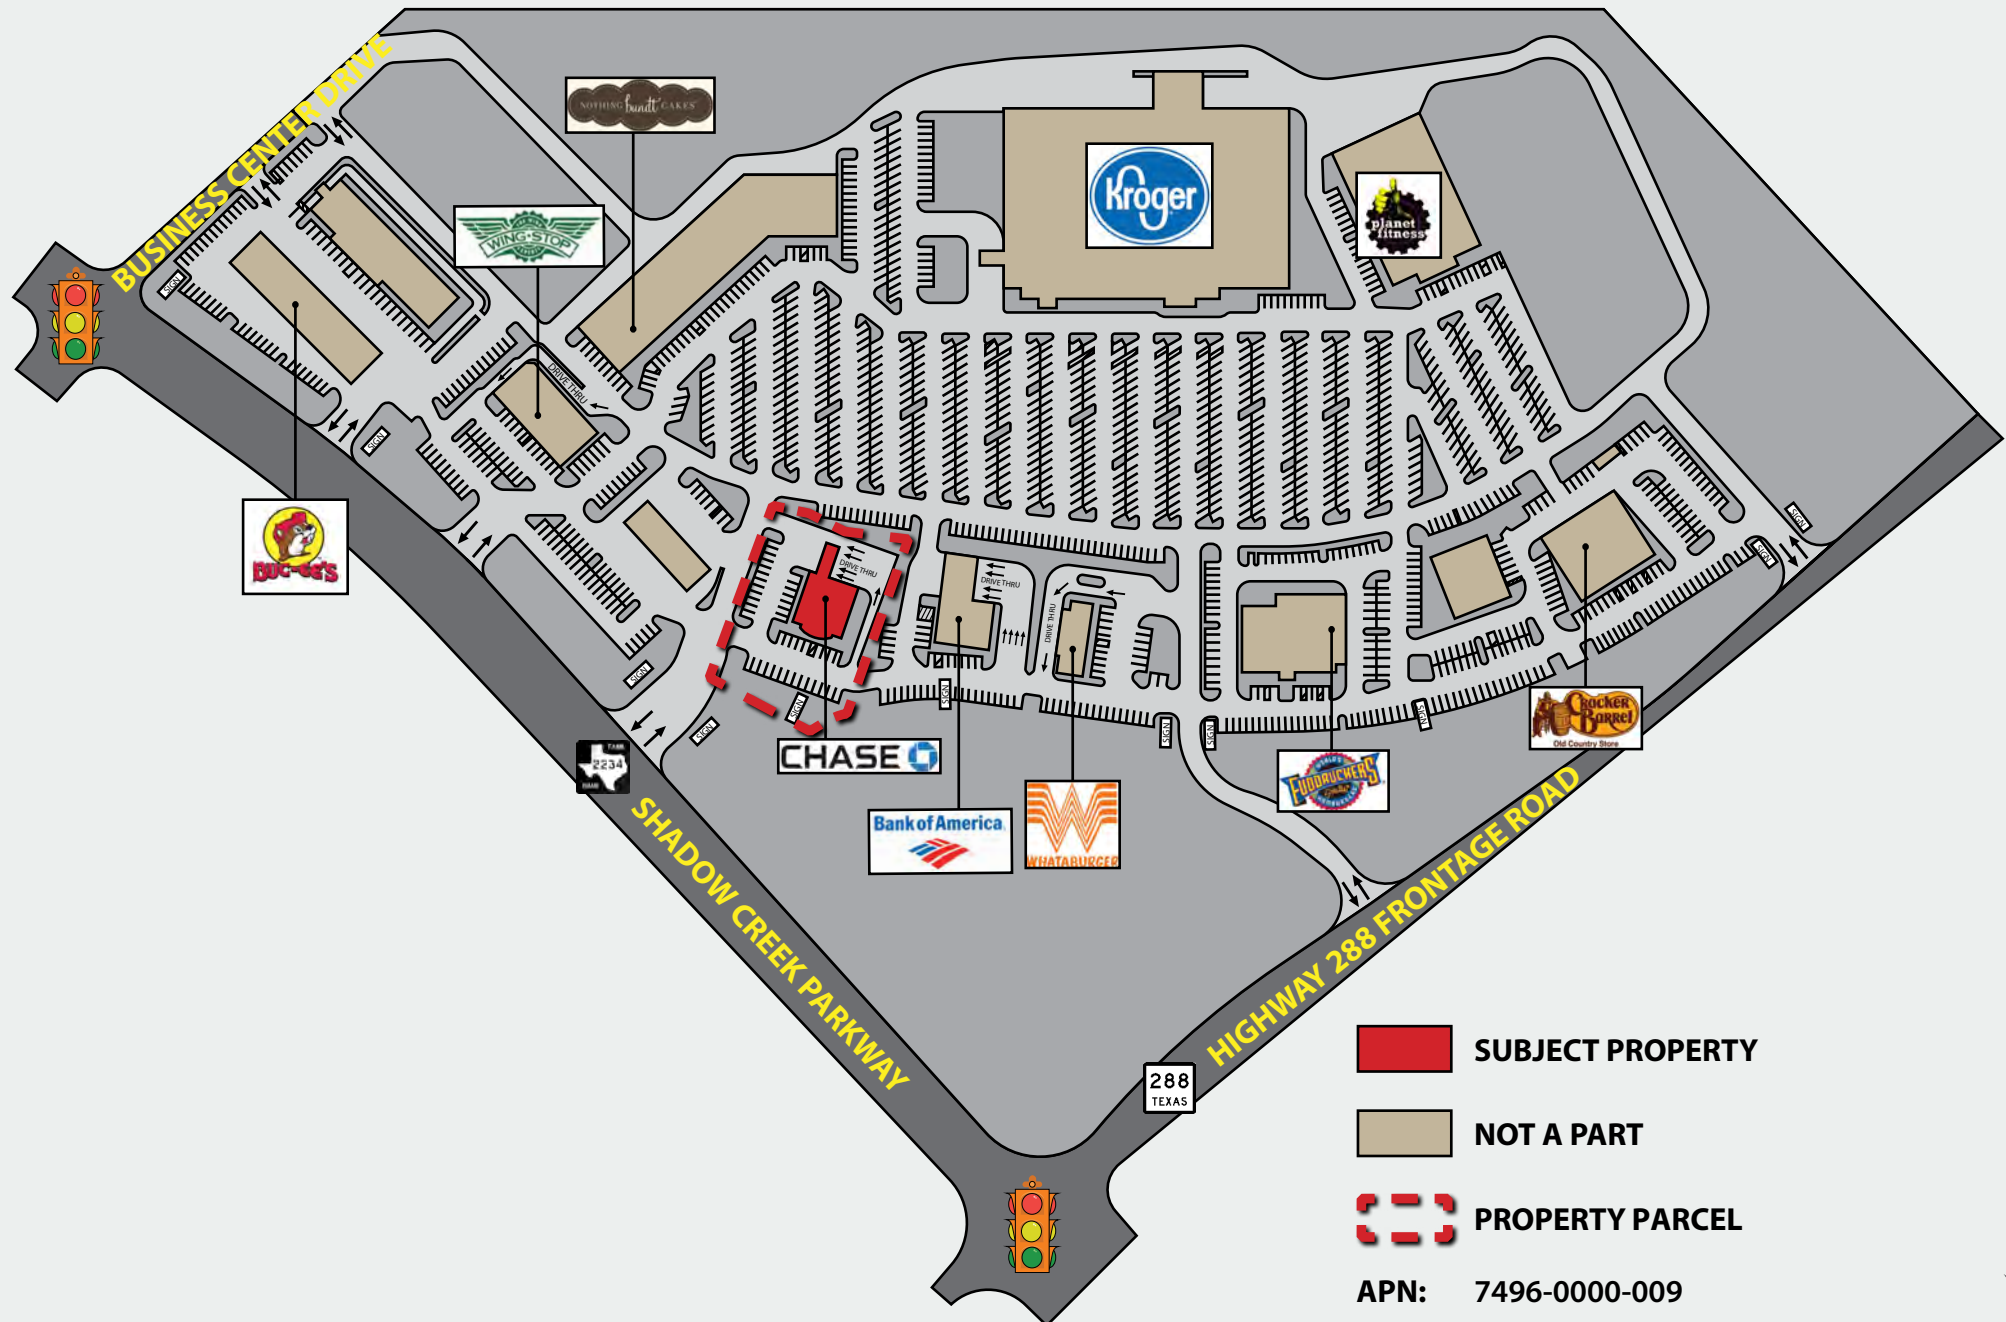 BUSINESS CENTER DRIVE
NOTHING bundt CAKES
Kroger
planet
fitness
WING·STOP
SIGN
DRIVE THRU
SIGN
BUC-EE'S
SIGN
SIGN
DRIVE THRU
DRIVE THRU
DRIVE THRU
SIGN
SIGN
SIGN
SIGN
SIGN
SIGN
SIGN
SIGN
CHASE
2234
Cracker
Barrel
Old Country Store
FUDDRUCKERS
Bank of America
WHATABURGER
SHADOW CREEK PARKWAY
HIGHWAY 288 FRONTAGE ROAD
288
TEXAS
SUBJECT PROPERTY
NOT A PART
PROPERTY PARCEL
APN: 7496-0000-009